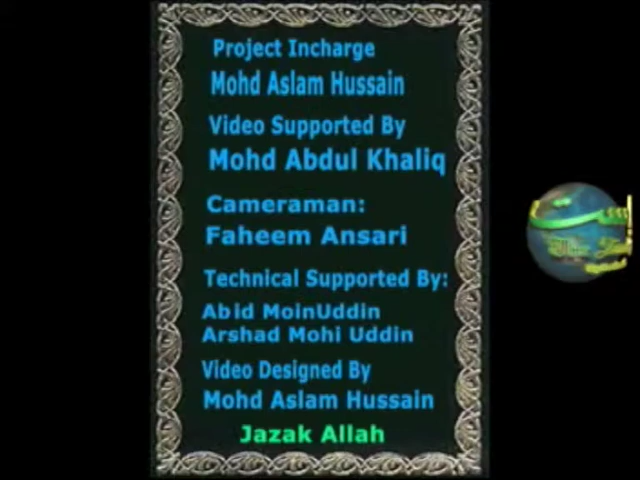 Project Incharge
Mohd Aslam Hussain
Video Supported By
Mohd Abdul Khaliq
Cameraman:
Faheem Ansari
Technical Supported By:
Abid MoinUddin
Arshad Mohi Uddin
Video Designed By
Mohd Aslam Hussain
Jazak Allah